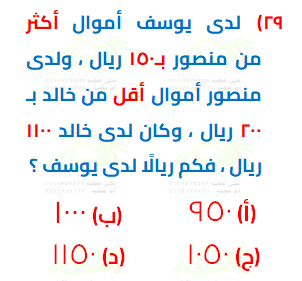 ٢٩) لدى يوسف أموال أكثر
من منصور بـ١٥٠ ريال ، ولدى
منصور أموال أقل من خالد بـ
٢٠٠ ريال ، وكان لدى خالد ١١٠٠
ريال ، فكم ريالًا لدى يوسف ؟
(أ) ٩٥٠ (ب) ١٠٠٠
(ج) ١٠٥٠ (د) ١١٥٠